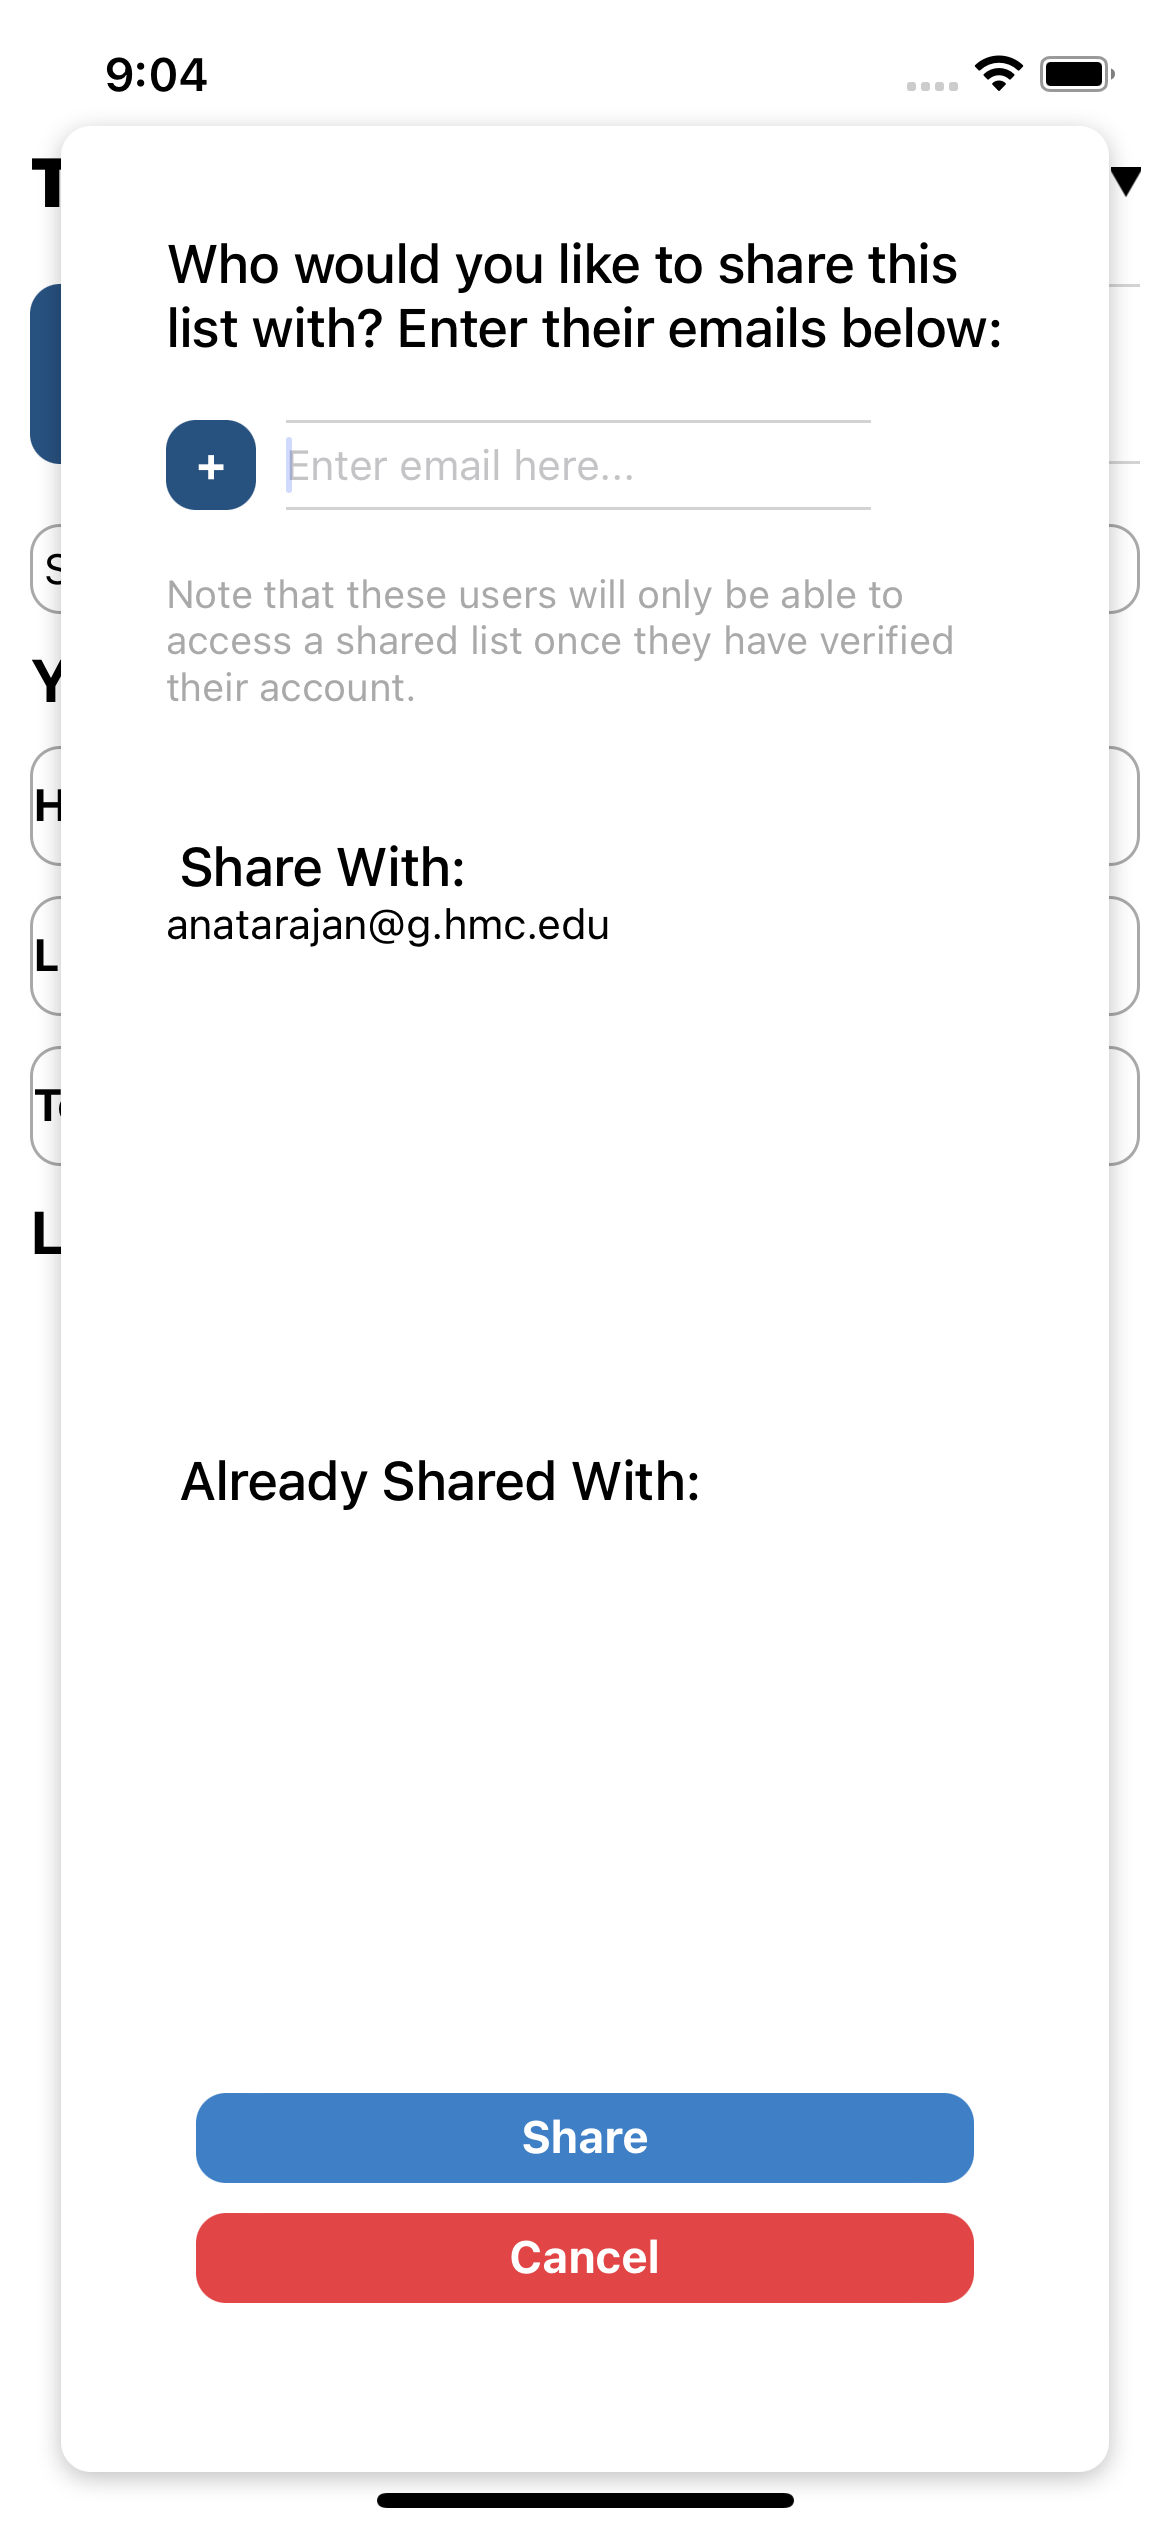 9:04
Who would you like to share this
list with? Enter their emails below:
+
Enter email here...
Note that these users will only be able to
access a shared list once they have verified
their account.
Share With:
anatarajan@g.hmc.edu
Already Shared With:
Share
Cancel